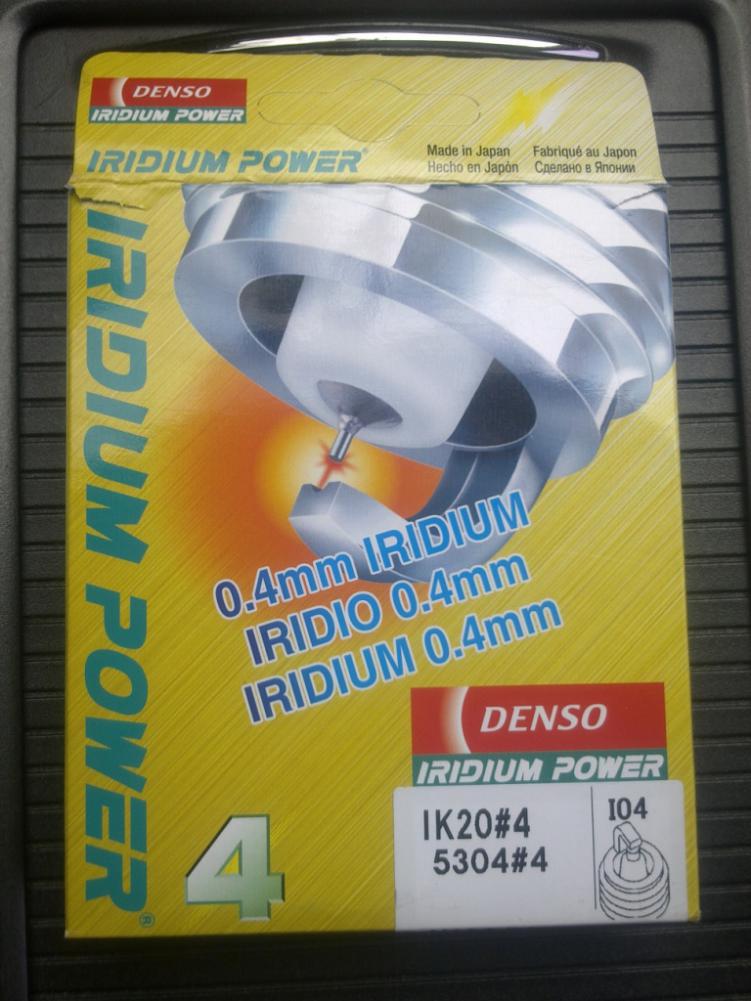 DENSO
IRIDIUM POWER
IRIDIUM POWER®
Made in Japan Fabriqué au Japon
Hecho en Japón Сделано в Японии
IRIDIUM POWER®
0.4mm IRIDIUM
IRIDIO 0.4mm
IRIDIUM 0.4mm
DENSO
IRIDIUM POWER
IK20#4
5304#4
I04
4